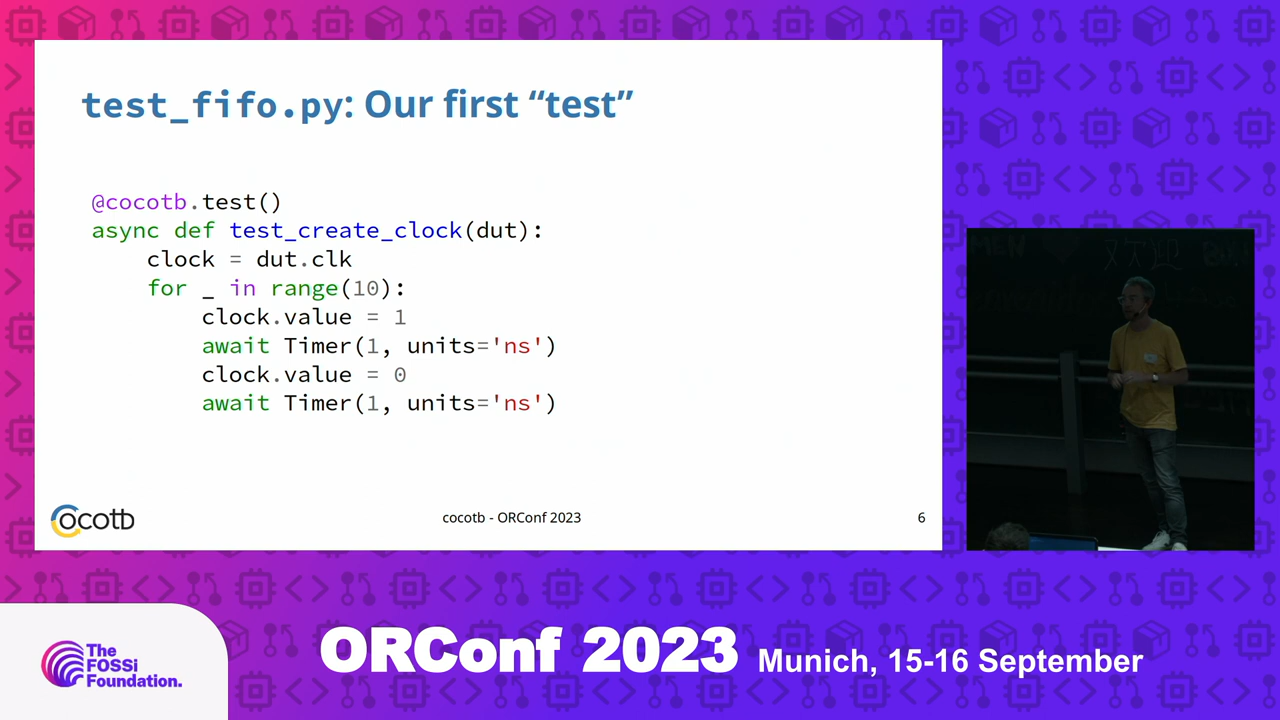 test_fifo.py: Our first “test”
@cocotb.test()
async def test_create_clock(dut):
    clock = dut.clk
    for _ in range(10):
        clock.value = 1
        await Timer(1, units='ns')
        clock.value = 0
        await Timer(1, units='ns')
cocotb
cocotb - ORConf 2023
6
The
FOSSi
Foundation.
ORConf 2023
Munich, 15-16 September